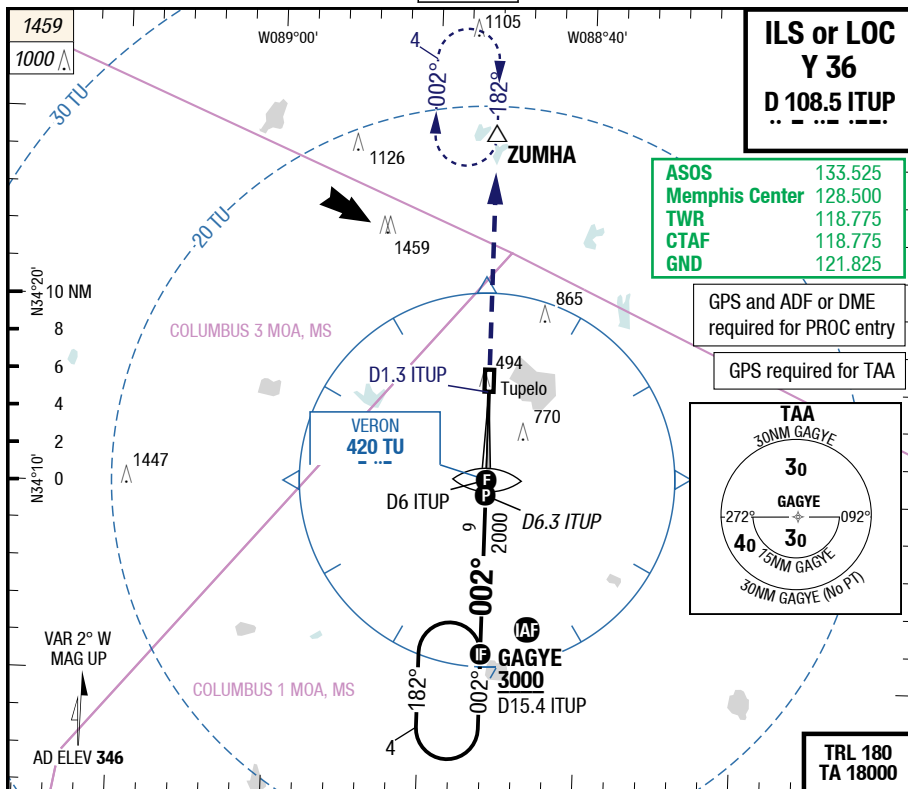 1459
1000
1105
W089°00'
W088°40'
ILS or LOC
Y 36
D 108.5 ITUP
4
002°
182°
30 TU
ZUMHA
1126
20 TU
1459
ASOS 133.525
Memphis Center 128.500
TWR 118.775
CTAF 118.775
GND 121.825
N34°20'
10 NM
8
6
4
2
0
N34°10'
865
GPS and ADF or DME
required for PROC entry
COLUMBUS 3 MOA, MS
494
D1.3 ITUP
Tupelo
GPS required for TAA
770
VERON
420 TU
TAA
30NM GAGYE
30
GAGYE
272°
092°
40
30
15NM GAGYE
30NM GAGYE (No PT)
1447
F
D6 ITUP
P
D6.3 ITUP
9
2000
002°
IAF
IF
GAGYE
3000
D15.4 ITUP
182°
002°
4
VAR 2° W
MAG UP
COLUMBUS 1 MOA, MS
AD ELEV 346
TRL 180
TA 18000